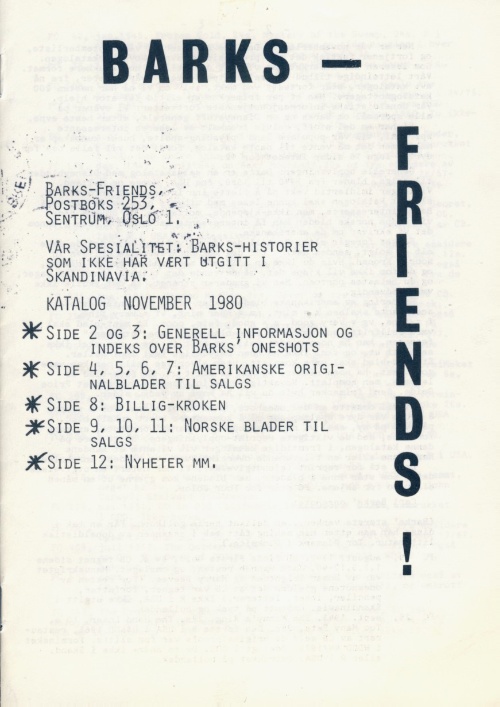 BARKS —
FRIENDS!
BARKS-FRIENDS,
POSTBOKS 253,
SENTRUM, OSLO 1.
VÅR SPESIALITET: BARKS-HISTORIER
SOM IKKE HAR VÆRT UTGITT I
SKANDINAVIA.
KATALOG NOVEMBER 1980
* SIDE 2 OG 3: GENERELL INFORMASJON OG
INDEKS OVER BARKS' ONESHOTS
* SIDE 4, 5, 6, 7: AMERIKANSKE ORIGI-
NALBLADER TIL SALGS
* SIDE 8: BILLIG-KROKEN
* SIDE 9, 10, 11: NORSKE BLADER TIL
SALGS
* SIDE 12: NYHETER MM.